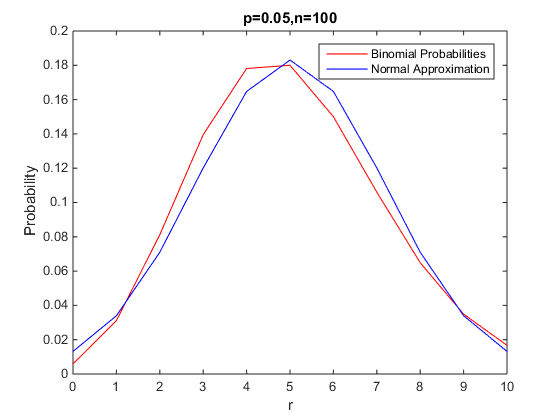 p=0.05,n=100
Binomial Probabilities
Normal Approximation
0.2
0.18
0.16
0.14
0.12
0.1
0.08
0.06
0.04
0.02
0
Probability
0 1 2 3 4 5 6 7 8 9 10
r